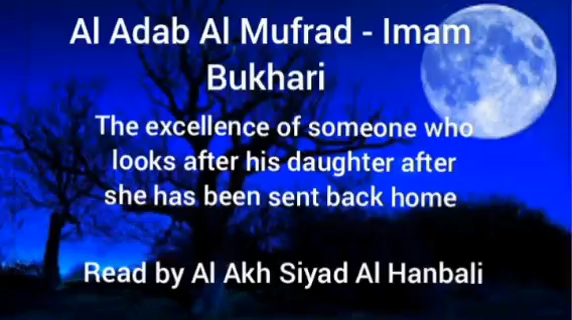 Al Adab Al Mufrad - Imam
Bukhari
The excellence of someone who
looks after his daughter after
she has been sent back home
Read by Al Akh Siyad Al Hanbali